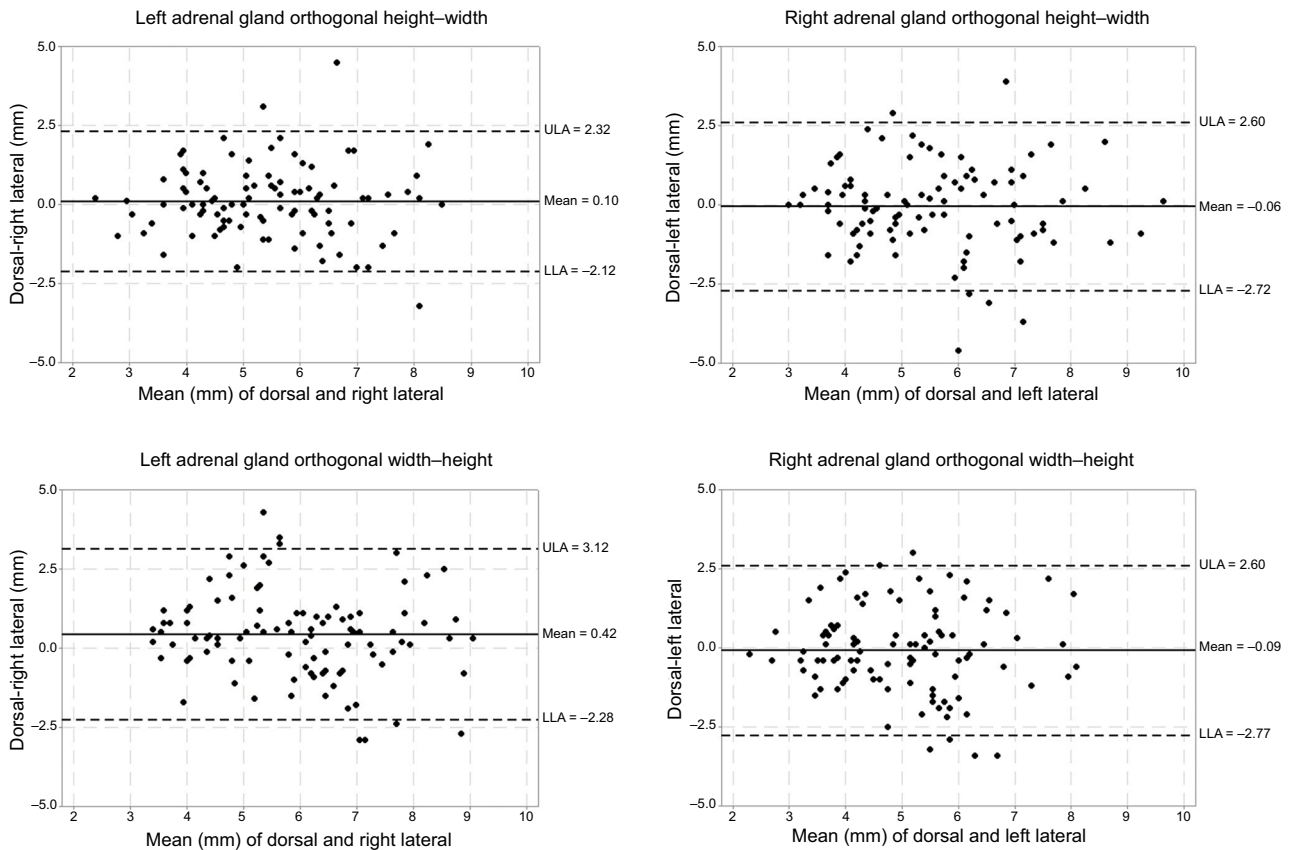 Left adrenal gland orthogonal height–width
Dorsal-right lateral (mm)
5.0
2.5
0.0
–2.5
–5.0
ULA = 2.32
Mean = 0.10
LLA = –2.12
2 3 4 5 6 7 8 9 10
Mean (mm) of dorsal and right lateral
Right adrenal gland orthogonal height–width
Dorsal-left lateral (mm)
5.0
2.5
0.0
–2.5
–5.0
ULA = 2.60
Mean = –0.06
LLA = –2.72
2 3 4 5 6 7 8 9 10
Mean (mm) of dorsal and left lateral
Left adrenal gland orthogonal width–height
Dorsal-right lateral (mm)
5.0
2.5
0.0
–2.5
–5.0
ULA = 3.12
Mean = 0.42
LLA = –2.28
2 3 4 5 6 7 8 9 10
Mean (mm) of dorsal and right lateral
Right adrenal gland orthogonal width–height
Dorsal-left lateral
5.0
2.5
0.0
–2.5
–5.0
ULA = 2.60
Mean = –0.09
LLA = –2.77
2 3 4 5 6 7 8 9 10
Mean (mm) of dorsal and left lateral